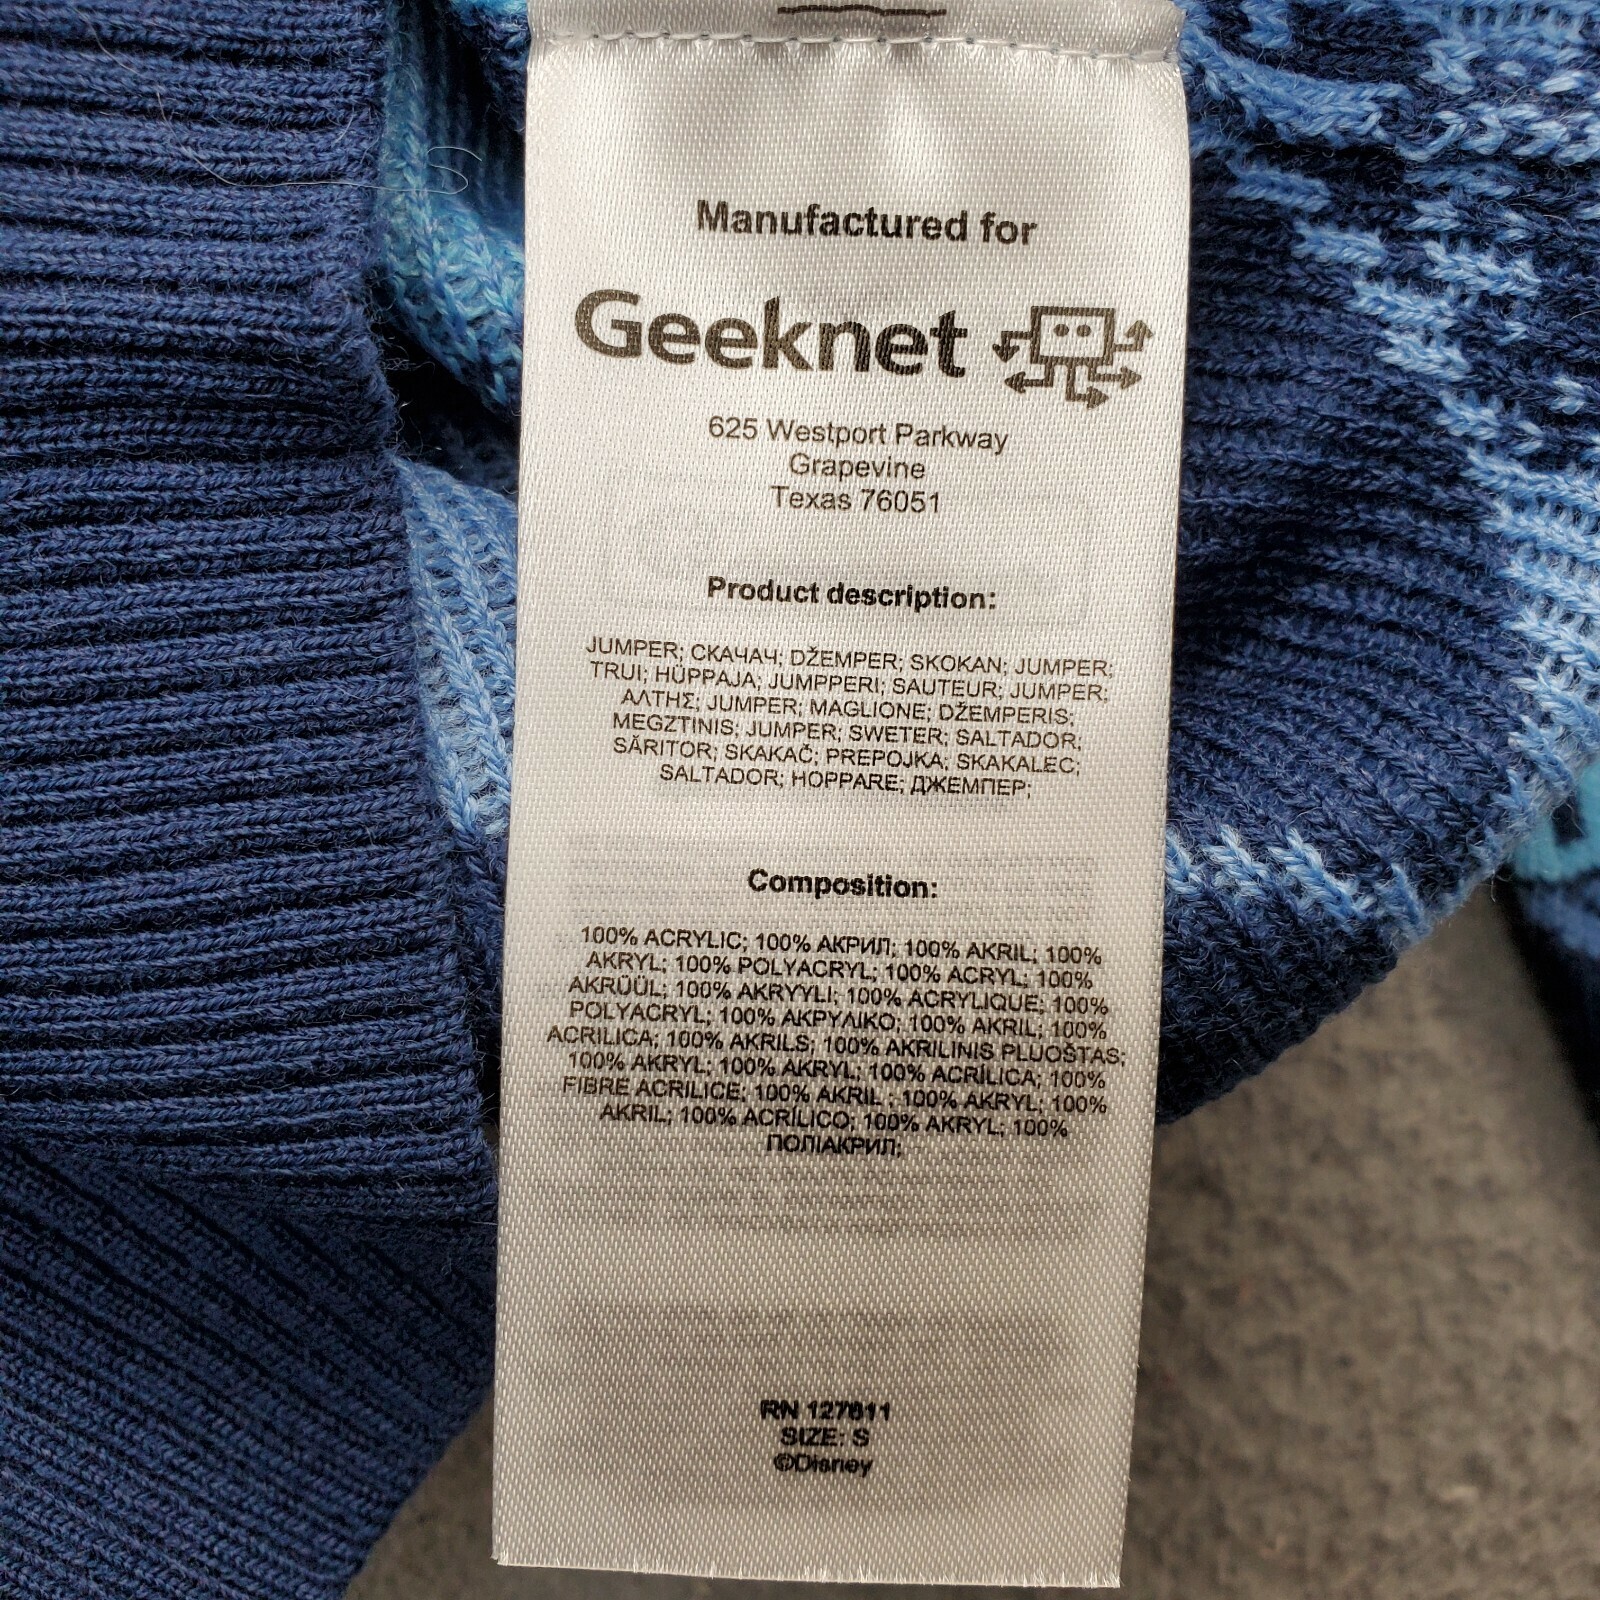 Manufactured for
Geeknet
625 Westport Parkway
Grapevine
Texas 76051
Product description:
JUMPER; СКАЧАЧ; DŽEMPER; SKOKAN; JUMPER;
TRUI; HÜPPAJA; JUMPPERI; SAUTEUR; JUMPER;
ΑΛΤΗΣ; JUMPER; MAGLIONE; DŽEMPERIS;
MEGZTINIS; JUMPER; SWETER; SALTADOR;
SĂRITOR; SKAKAČ; PREPOJKA; SKAKALEC;
SALTADOR; HOPPARE; ДЖЕМПЕР;
Composition:
100% ACRYLIC; 100% АКРИЛ; 100% AKRIL; 100%
AKRYL; 100% POLYACRYL; 100% ACRYL; 100%
AKRÜÜL; 100% AKRYYLI; 100% ACRYLIQUE; 100%
POLYACRYL; 100% ΑΚΡΥΛΙΚΟ; 100% AKRIL; 100%
ACRILICA; 100% AKRILS; 100% AKRILINIS PLUOŠTAS;
100% AKRYL; 100% AKRYL; 100% ACRÍLICA; 100%
FIBRE ACRILICE; 100% AKRIL ; 100% AKRYL; 100%
AKRIL; 100% ACRÍLICO; 100% AKRYL; 100%
ПОЛІАКРИЛ;
RN 127611
SIZE: S
©Disney